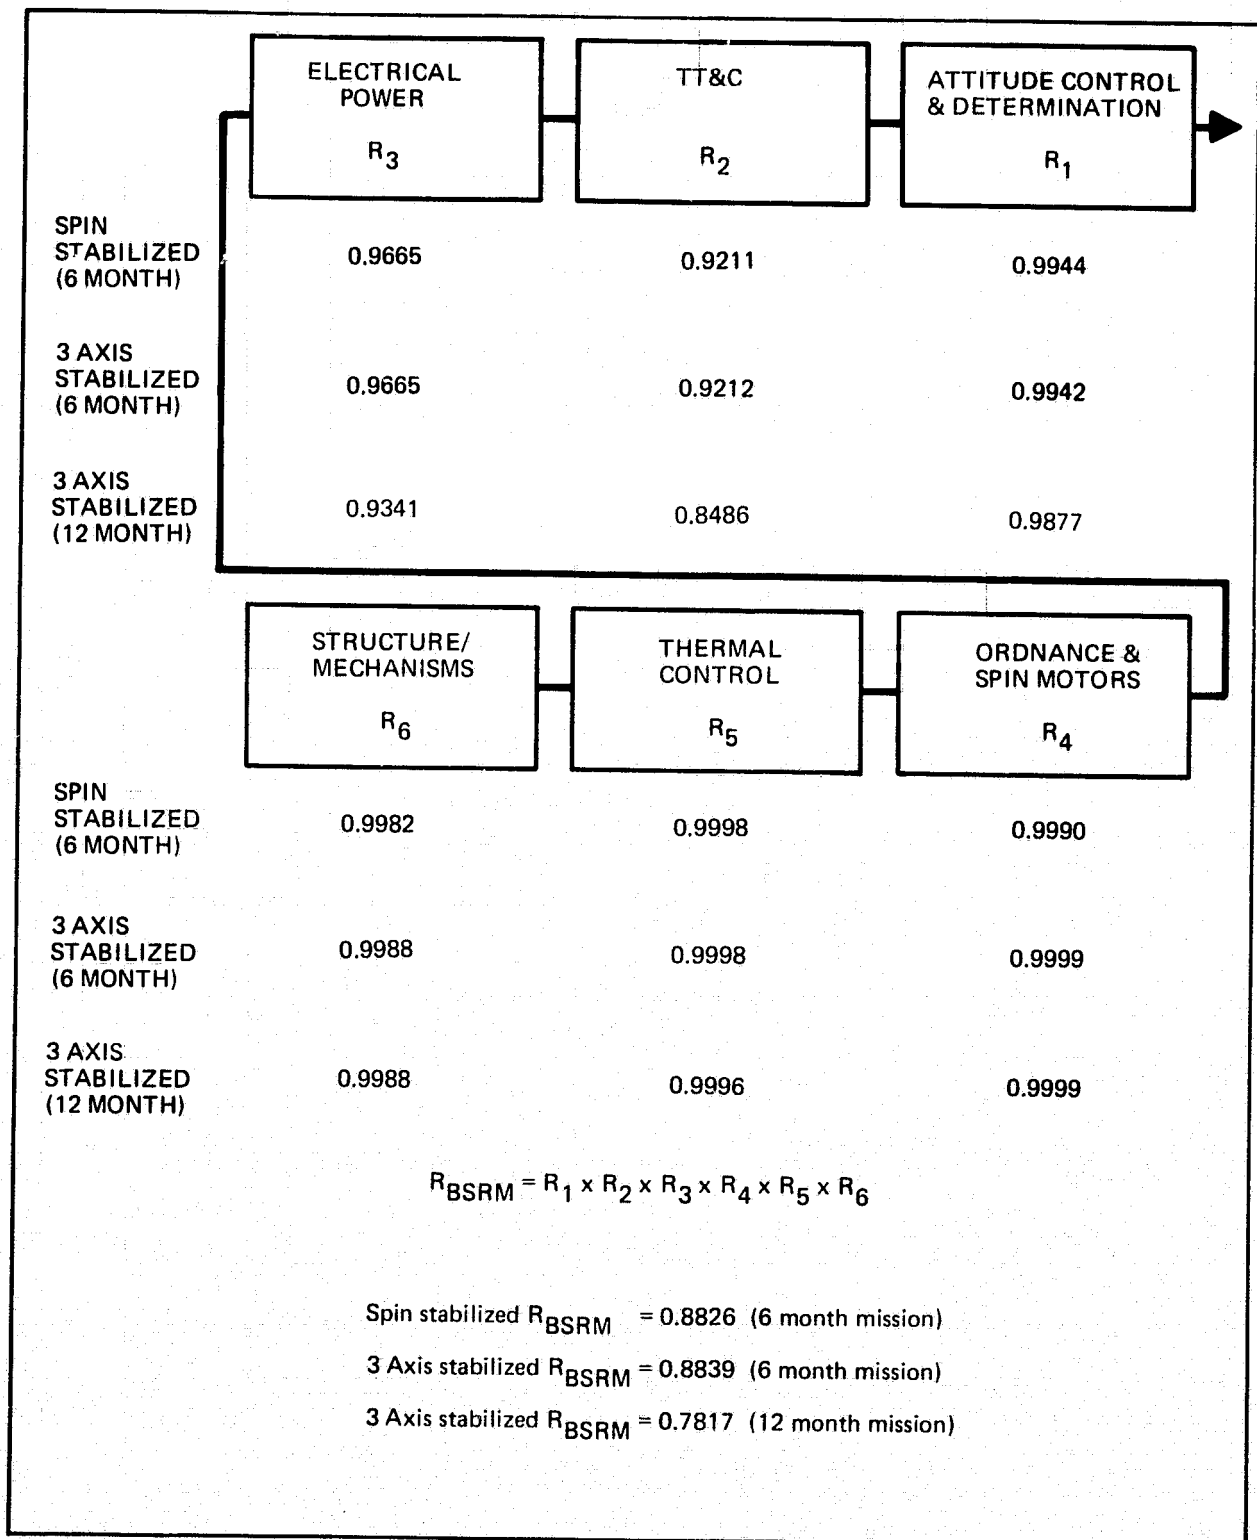 ELECTRICAL
POWER
R3
TT&C
R2
ATTITUDE CONTROL
& DETERMINATION
R1
SPIN
STABILIZED
(6 MONTH)
0.9665
0.9211
0.9944
3 AXIS
STABILIZED
(6 MONTH)
0.9665
0.9212
0.9942
3 AXIS
STABILIZED
(12 MONTH)
0.9341
0.8486
0.9877
STRUCTURE/
MECHANISMS
R6
THERMAL
CONTROL
R5
ORDNANCE &
SPIN MOTORS
R4
SPIN
STABILIZED
(6 MONTH)
0.9982
0.9998
0.9990
3 AXIS
STABILIZED
(6 MONTH)
0.9988
0.9998
0.9999
3 AXIS
STABILIZED
(12 MONTH)
0.9988
0.9996
0.9999
RBSRM = R1 x R2 x R3 x R4 x R5 x R6
Spin stabilized RBSRM = 0.8826 (6 month mission)
3 Axis stabilized RBSRM = 0.8839 (6 month mission)
3 Axis stabilized RBSRM = 0.7817 (12 month mission)